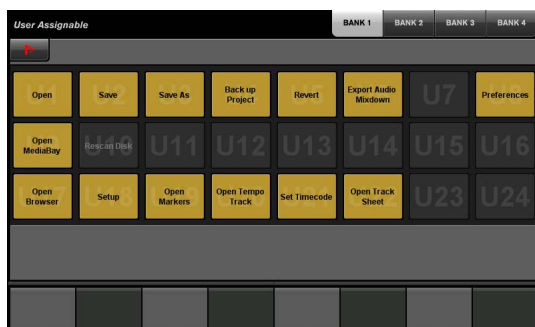 User Assignable
BANK 1
BANK 2
BANK 3
BANK 4
Open
Save
Save As
Back up
Project
Revert
Export Audio
Mixdown
U7
Preferences
Open
MediaBay
Rescan Disk
U10
U11
U12
U13
U14
U15
U16
Open
Browser
Setup
Open
Markers
Open Tempo
Track
Set Timecode
Open Track
Sheet
U23
U24